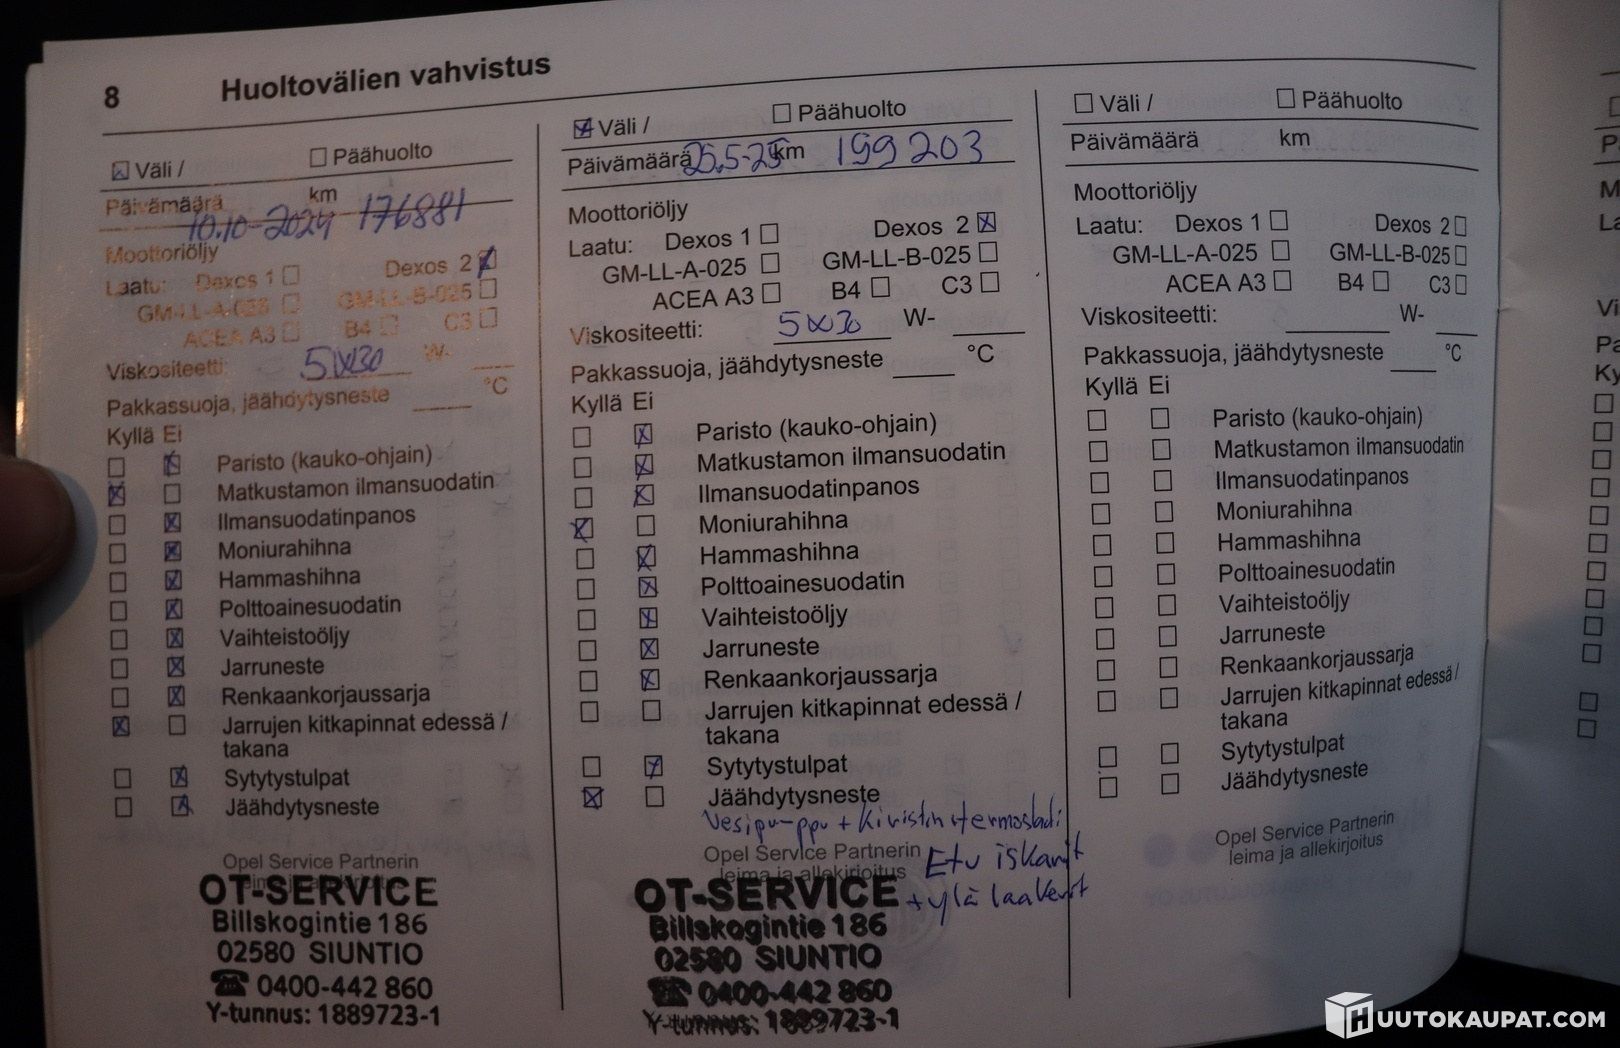 8 Huoltovälien vahvistus
Väli / Päähuolto
Päivämäärä km
10.10-2024 176881
Moottoriöljy
Laatu: Dexos 1 Dexos 2
GM-LL-A-025 GM-LL-B-025
ACEA A3 B4 C3
Viskositeetti: 5W30 W-
Pakkassuoja, jäähdytysneste °C
Kyllä Ei
Paristo (kauko-ohjain)
Matkustamon ilmansuodatin
Ilmansuodatinpanos
Moniurahihna
Hammashihna
Polttoainesuodatin
Vaihteistoöljy
Jarruneste
Renkaankorjaussarja
Jarrujen kitkapinnat edessä /
takana
Sytytystulpat
Jäähdytysneste
Opel Service Partnerin
leima ja allekirjoitus
OT-SERVICE
Billskogintie 186
02580 SIUNTIO
☎ 0400-442 860
Y-tunnus: 1889723-1
Väli / Päähuolto
Päivämäärä 25.5-25 km 199203
Moottoriöljy
Laatu: Dexos 1 Dexos 2
GM-LL-A-025 GM-LL-B-025
ACEA A3 B4 C3
Viskositeetti: 5W30 W-
Pakkassuoja, jäähdytysneste °C
Kyllä Ei
Paristo (kauko-ohjain)
Matkustamon ilmansuodatin
Ilmansuodatinpanos
Moniurahihna
Hammashihna
Polttoainesuodatin
Vaihteistoöljy
Jarruneste
Renkaankorjaussarja
Jarrujen kitkapinnat edessä /
takana
Sytytystulpat
Jäähdytysneste
Vesipumppu + Kiristin + termostadi
Opel Service Partnerin
leima ja allekirjoitus
Etu iskarit
+ ylä laakerit
OT-SERVICE
Billskogintie 186
02580 SIUNTIO
☎ 0400-442 860
Y-tunnus: 1889723-1
Väli / Päähuolto
Päivämäärä km
Moottoriöljy
Laatu: Dexos 1 Dexos 2
GM-LL-A-025 GM-LL-B-025
ACEA A3 B4 C3
Viskositeetti: W-
Pakkassuoja, jäähdytysneste °C
Kyllä Ei
Paristo (kauko-ohjain)
Matkustamon ilmansuodatin
Ilmansuodatinpanos
Moniurahihna
Hammashihna
Polttoainesuodatin
Vaihteistoöljy
Jarruneste
Renkaankorjaussarja
Jarrujen kitkapinnat edessä /
takana
Sytytystulpat
Jäähdytysneste
Opel Service Partnerin
leima ja allekirjoitus
HUUTOKAUPAT.COM